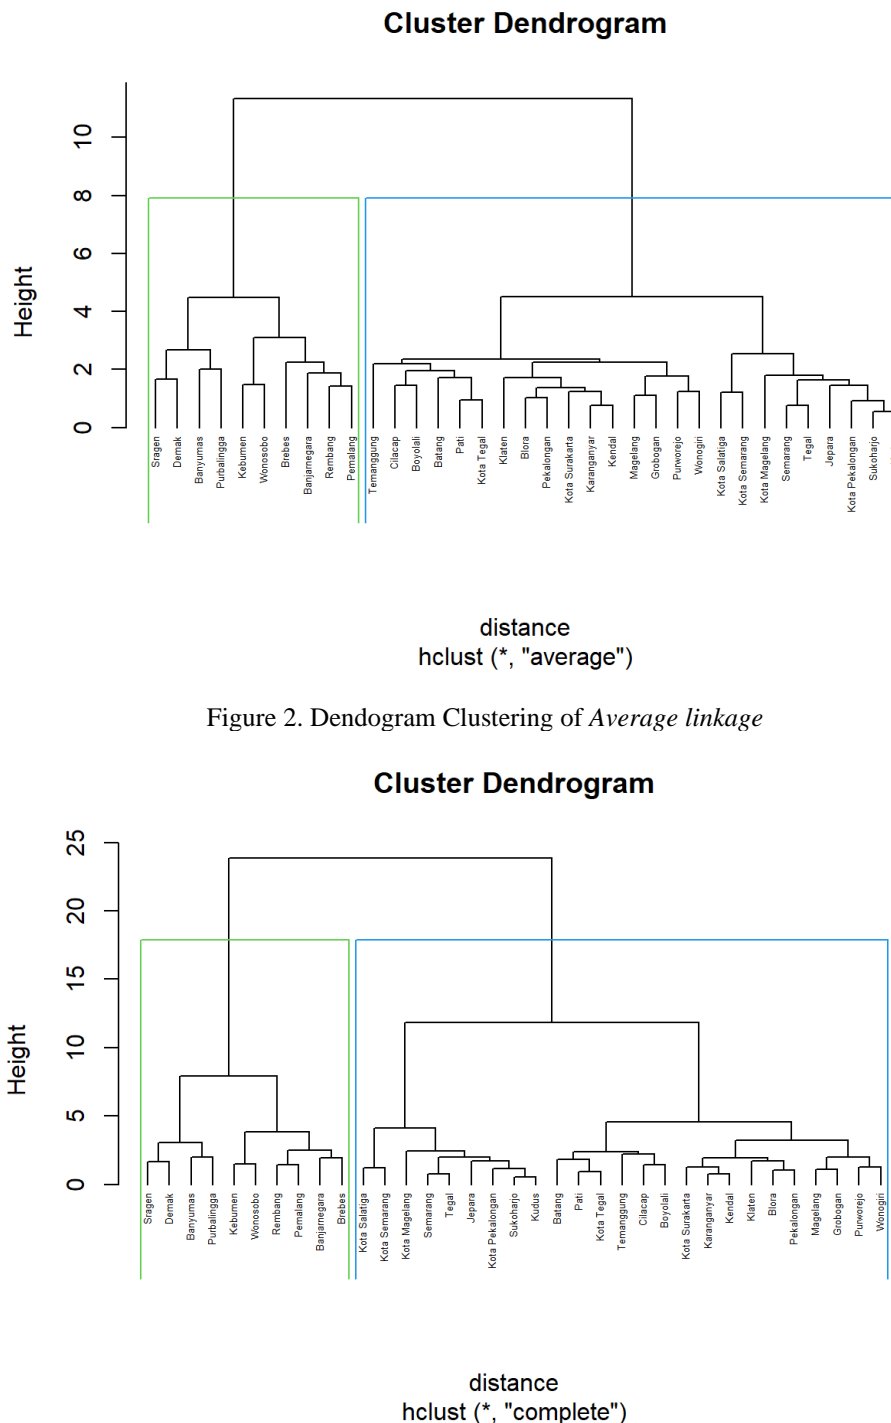 Cluster Dendrogram
Height
0 2 4 6 8 10
Sragen
Demak
Banyumas
Purbalingga
Kebumen
Wonosobo
Brebes
Banjarnegara
Rembang
Pemalang
Temanggung
Cilacap
Boyolali
Batang
Pati
Kota Tegal
Klaten
Blora
Pekalongan
Kota Surakarta
Karanganyar
Kendal
Magelang
Grobogan
Purworejo
Wonogiri
Kota Salatiga
Kota Semarang
Kota Magelang
Semarang
Tegal
Jepara
Kota Pekalongan
Sukoharjo
distance
hclust (*, "average")
Figure 2. Dendogram Clustering of Average linkage
Cluster Dendrogram
Height
0 5 10 15 20 25
Sragen
Demak
Banyumas
Purbalingga
Kebumen
Wonosobo
Rembang
Pemalang
Banjarnegara
Brebes
Kota Salatiga
Kota Semarang
Kota Magelang
Semarang
Tegal
Jepara
Kota Pekalongan
Sukoharjo
Kudus
Batang
Pati
Kota Tegal
Temanggung
Cilacap
Boyolali
Kota Surakarta
Karanganyar
Kendal
Klaten
Blora
Pekalongan
Magelang
Grobogan
Purworejo
Wonogiri
distance
hclust (*, "complete")